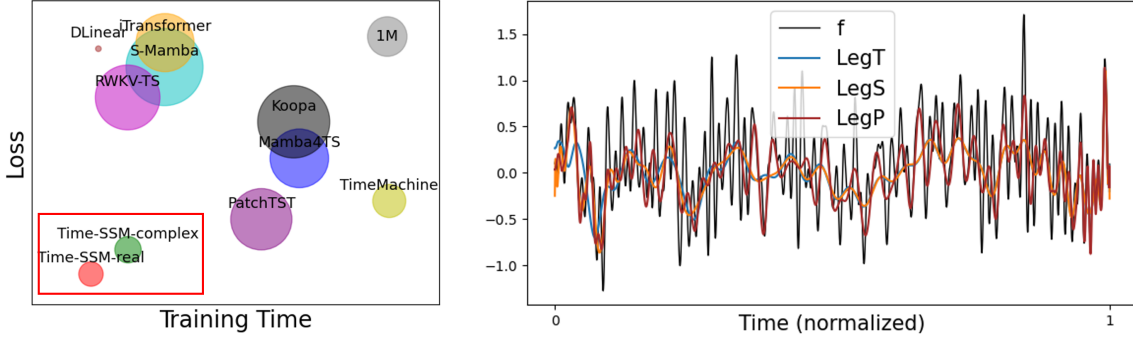 iTransformer
DLinear
S-Mamba
1M
RWKV-TS
Koopa
Mamba4TS
TimeMachine
PatchTST
Time-SSM-complex
Time-SSM-real
Loss
Training Time
f
LegT
LegS
LegP
1.5
1.0
0.5
0.0
−0.5
−1.0
0
1
Time (normalized)